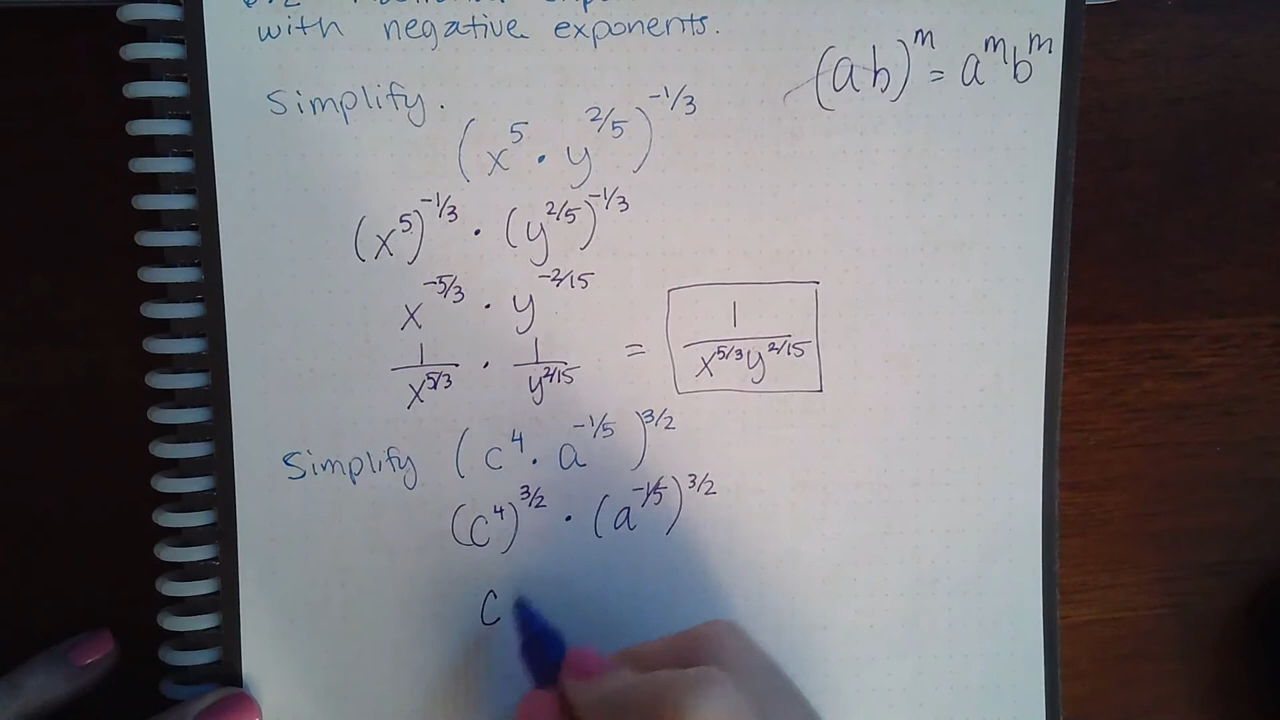 with negative exponents.
(ab)^m = a^m b^m
Simplify.
(x^5 · y^{2/5})^{-1/3}
(x^5)^{-1/3} · (y^{2/5})^{-1/3}
x^{-5/3} · y^{-2/15}
1/x^{5/3} · 1/y^{2/15} = 1/(x^{5/3} y^{2/15})
Simplify (c^4 · a^{-1/5})^{3/2}
(c^4)^{3/2} · (a^{-1/5})^{3/2}
c